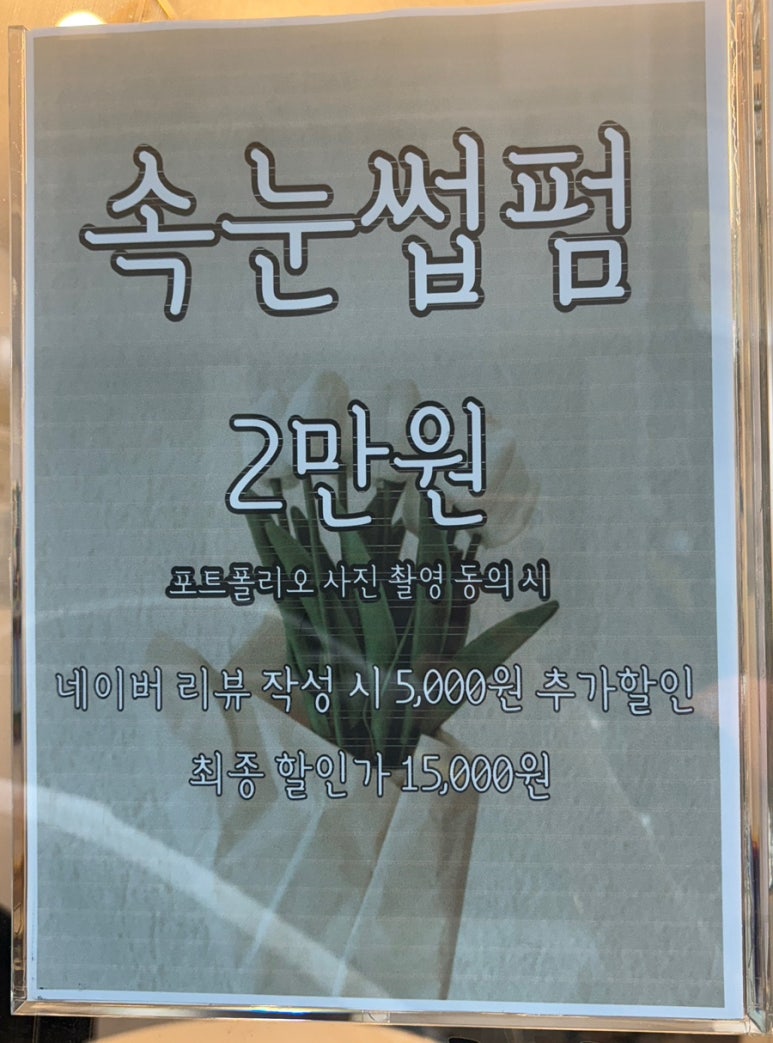 속눈썹펌
2만원
포트폴리오 사진 촬영 동의 시
네이버 리뷰 작성 시 5,000원 추가할인
최종 할인가 15,000원